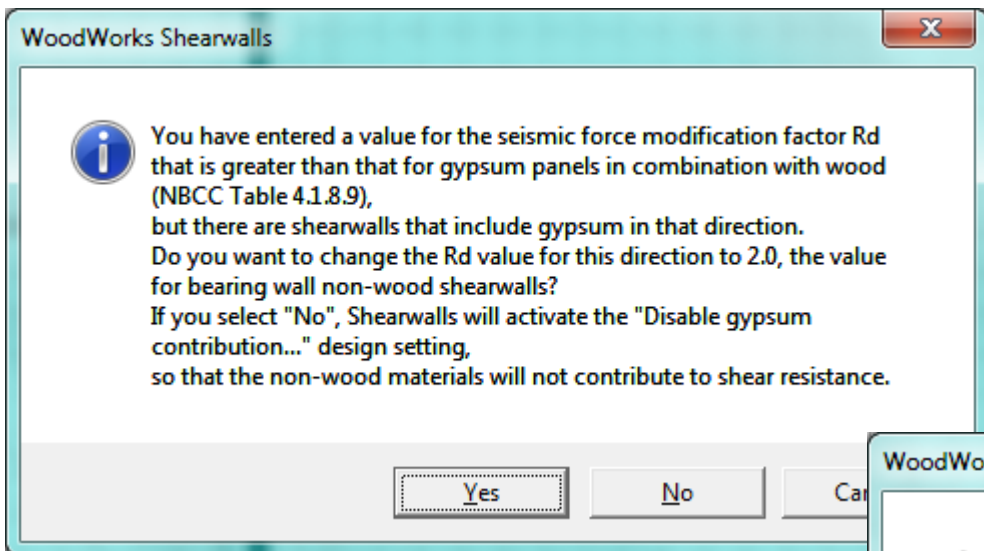 WoodWorks Shearwalls
You have entered a value for the seismic force modification factor Rd
that is greater than that for gypsum panels in combination with wood
(NBCC Table 4.1.8.9),
but there are shearwalls that include gypsum in that direction.
Do you want to change the Rd value for this direction to 2.0, the value
for bearing wall non-wood shearwalls?
If you select "No", Shearwalls will activate the "Disable gypsum
contribution..." design setting,
so that the non-wood materials will not contribute to shear resistance.
Yes No